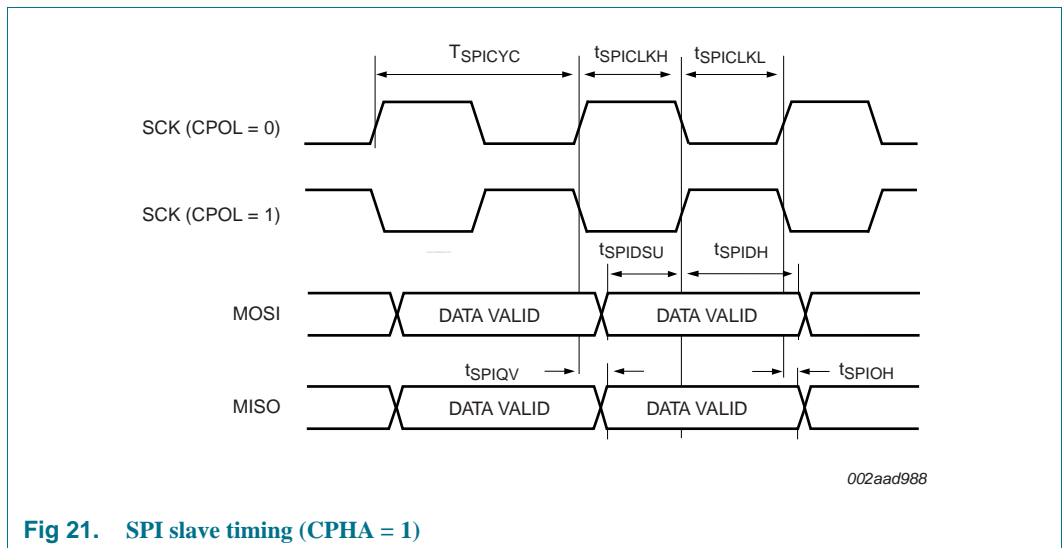 TSPICYC
tSPICLKH
tSPICLKL
SCK (CPOL = 0)
SCK (CPOL = 1)
tSPIDSU
tSPIDH
MOSI
DATA VALID
DATA VALID
tSPIQV
tSPIOH
MISO
DATA VALID
DATA VALID
002aad988
Fig 21. SPI slave timing (CPHA = 1)